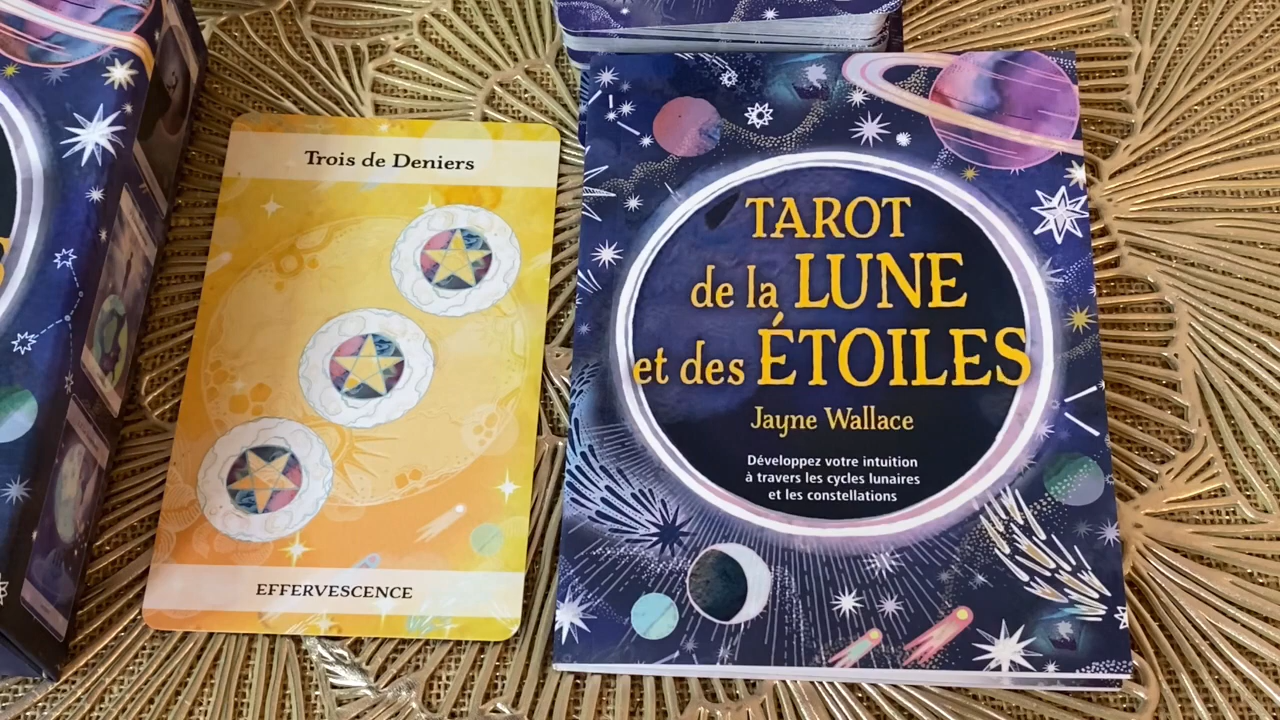 Trois de Deniers
EFFERVESCENCE
TAROT
de la LUNE
et des ÉTOILES
Jayne Wallace
Développez votre intuition
à travers les cycles lunaires
et les constellations